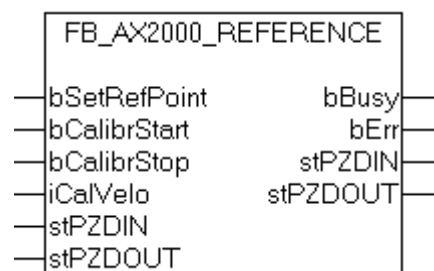 FB_AX2000_REFERENCE
bSetRefPoint bBusy
bCalibrStart bErr
bCalibrStop stPZDIN
iCalVelo stPZDOUT
stPZDIN
stPZDOUT